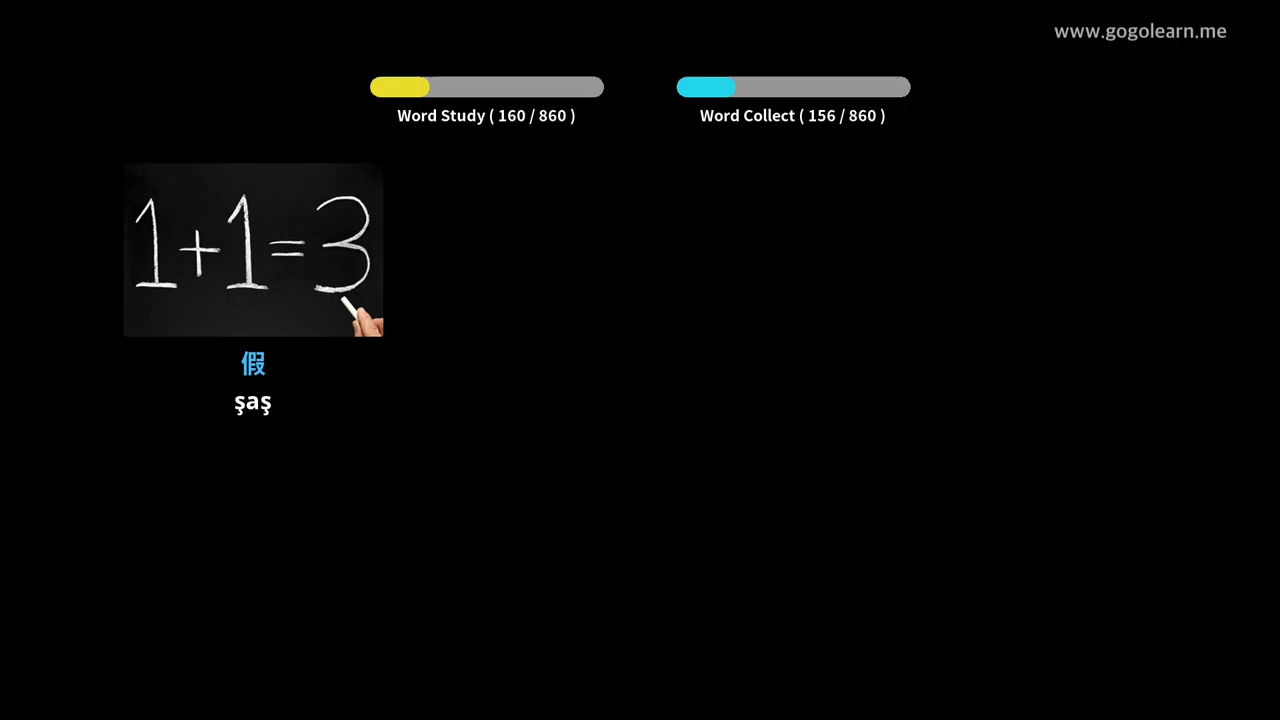 www.gogolearn.me
Word Study ( 160 / 860 )
Word Collect ( 156 / 860 )
1+1=3
假
şaş